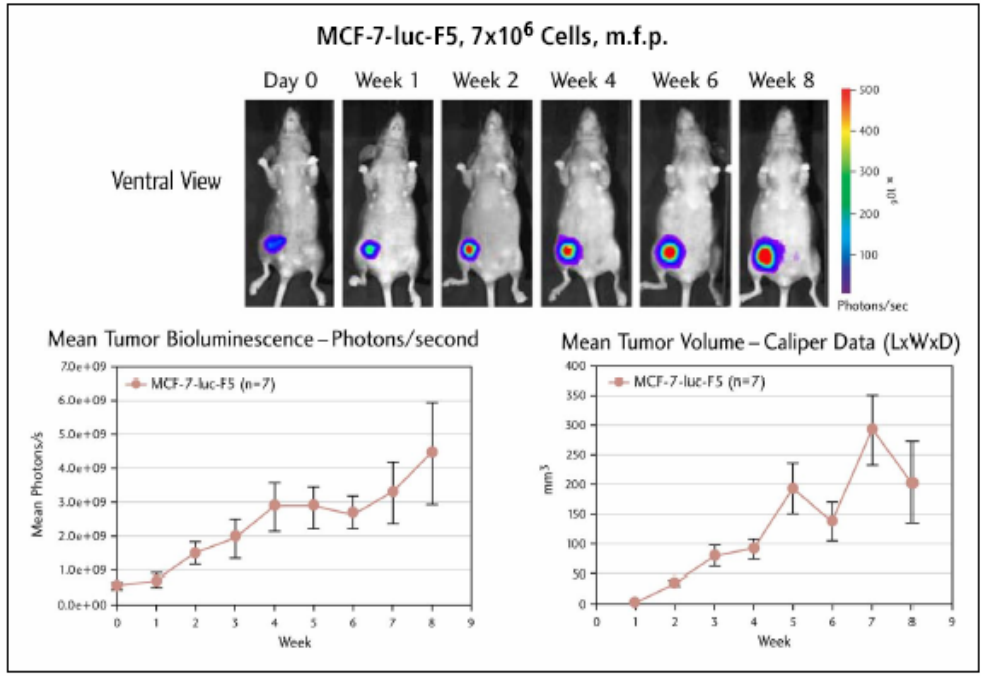 MCF-7-luc-F5, 7x10⁶ Cells, m.f.p.
Day 0 Week 1 Week 2 Week 4 Week 6 Week 8
Ventral View
500
400
300
200
100
x 10⁶
Photons/sec
Mean Tumor Bioluminescence – Photons/second
7.0e+09
6.0e+09
5.0e+09
4.0e+09
3.0e+09
2.0e+09
1.0e+09
0.0e+00
Mean Photons/s
MCF-7-luc-F5 (n=7)
0 1 2 3 4 5 6 7 8 9
Week
Mean Tumor Volume – Caliper Data (LxWxD)
400
350
300
250
200
150
100
50
0
mm³
MCF-7-luc-F5 (n=7)
0 1 2 3 4 5 6 7 8 9
Week